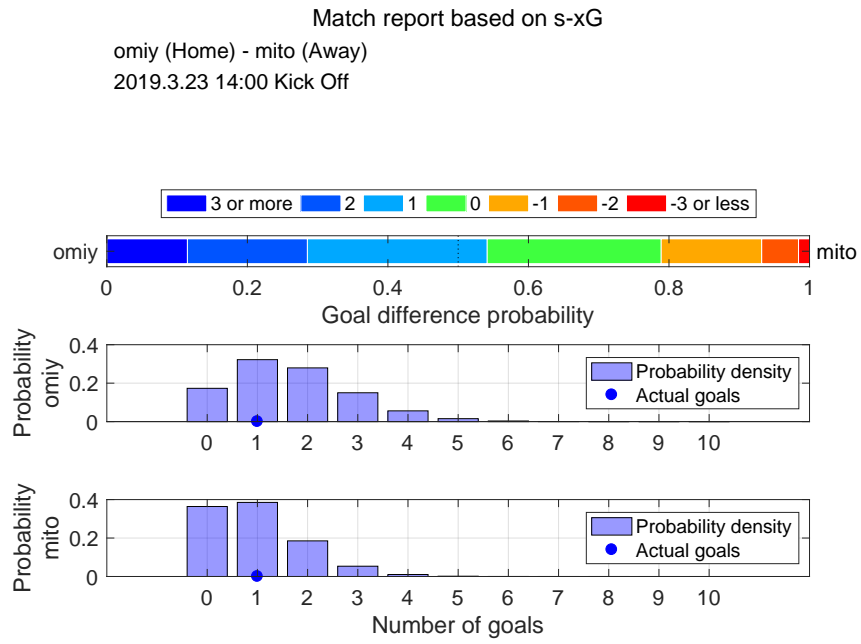 Match report based on s-xG
omiy (Home) - mito (Away)
2019.3.23 14:00 Kick Off
3 or more 2 1 0 -1 -2 -3 or less
omiy mito
0 0.2 0.4 0.6 0.8 1
Goal difference probability
Probability
omiy
0.4
0.2
0
Probability density
Actual goals
0 1 2 3 4 5 6 7 8 9 10
Probability
mito
0.4
0.2
0
Probability density
Actual goals
0 1 2 3 4 5 6 7 8 9 10
Number of goals